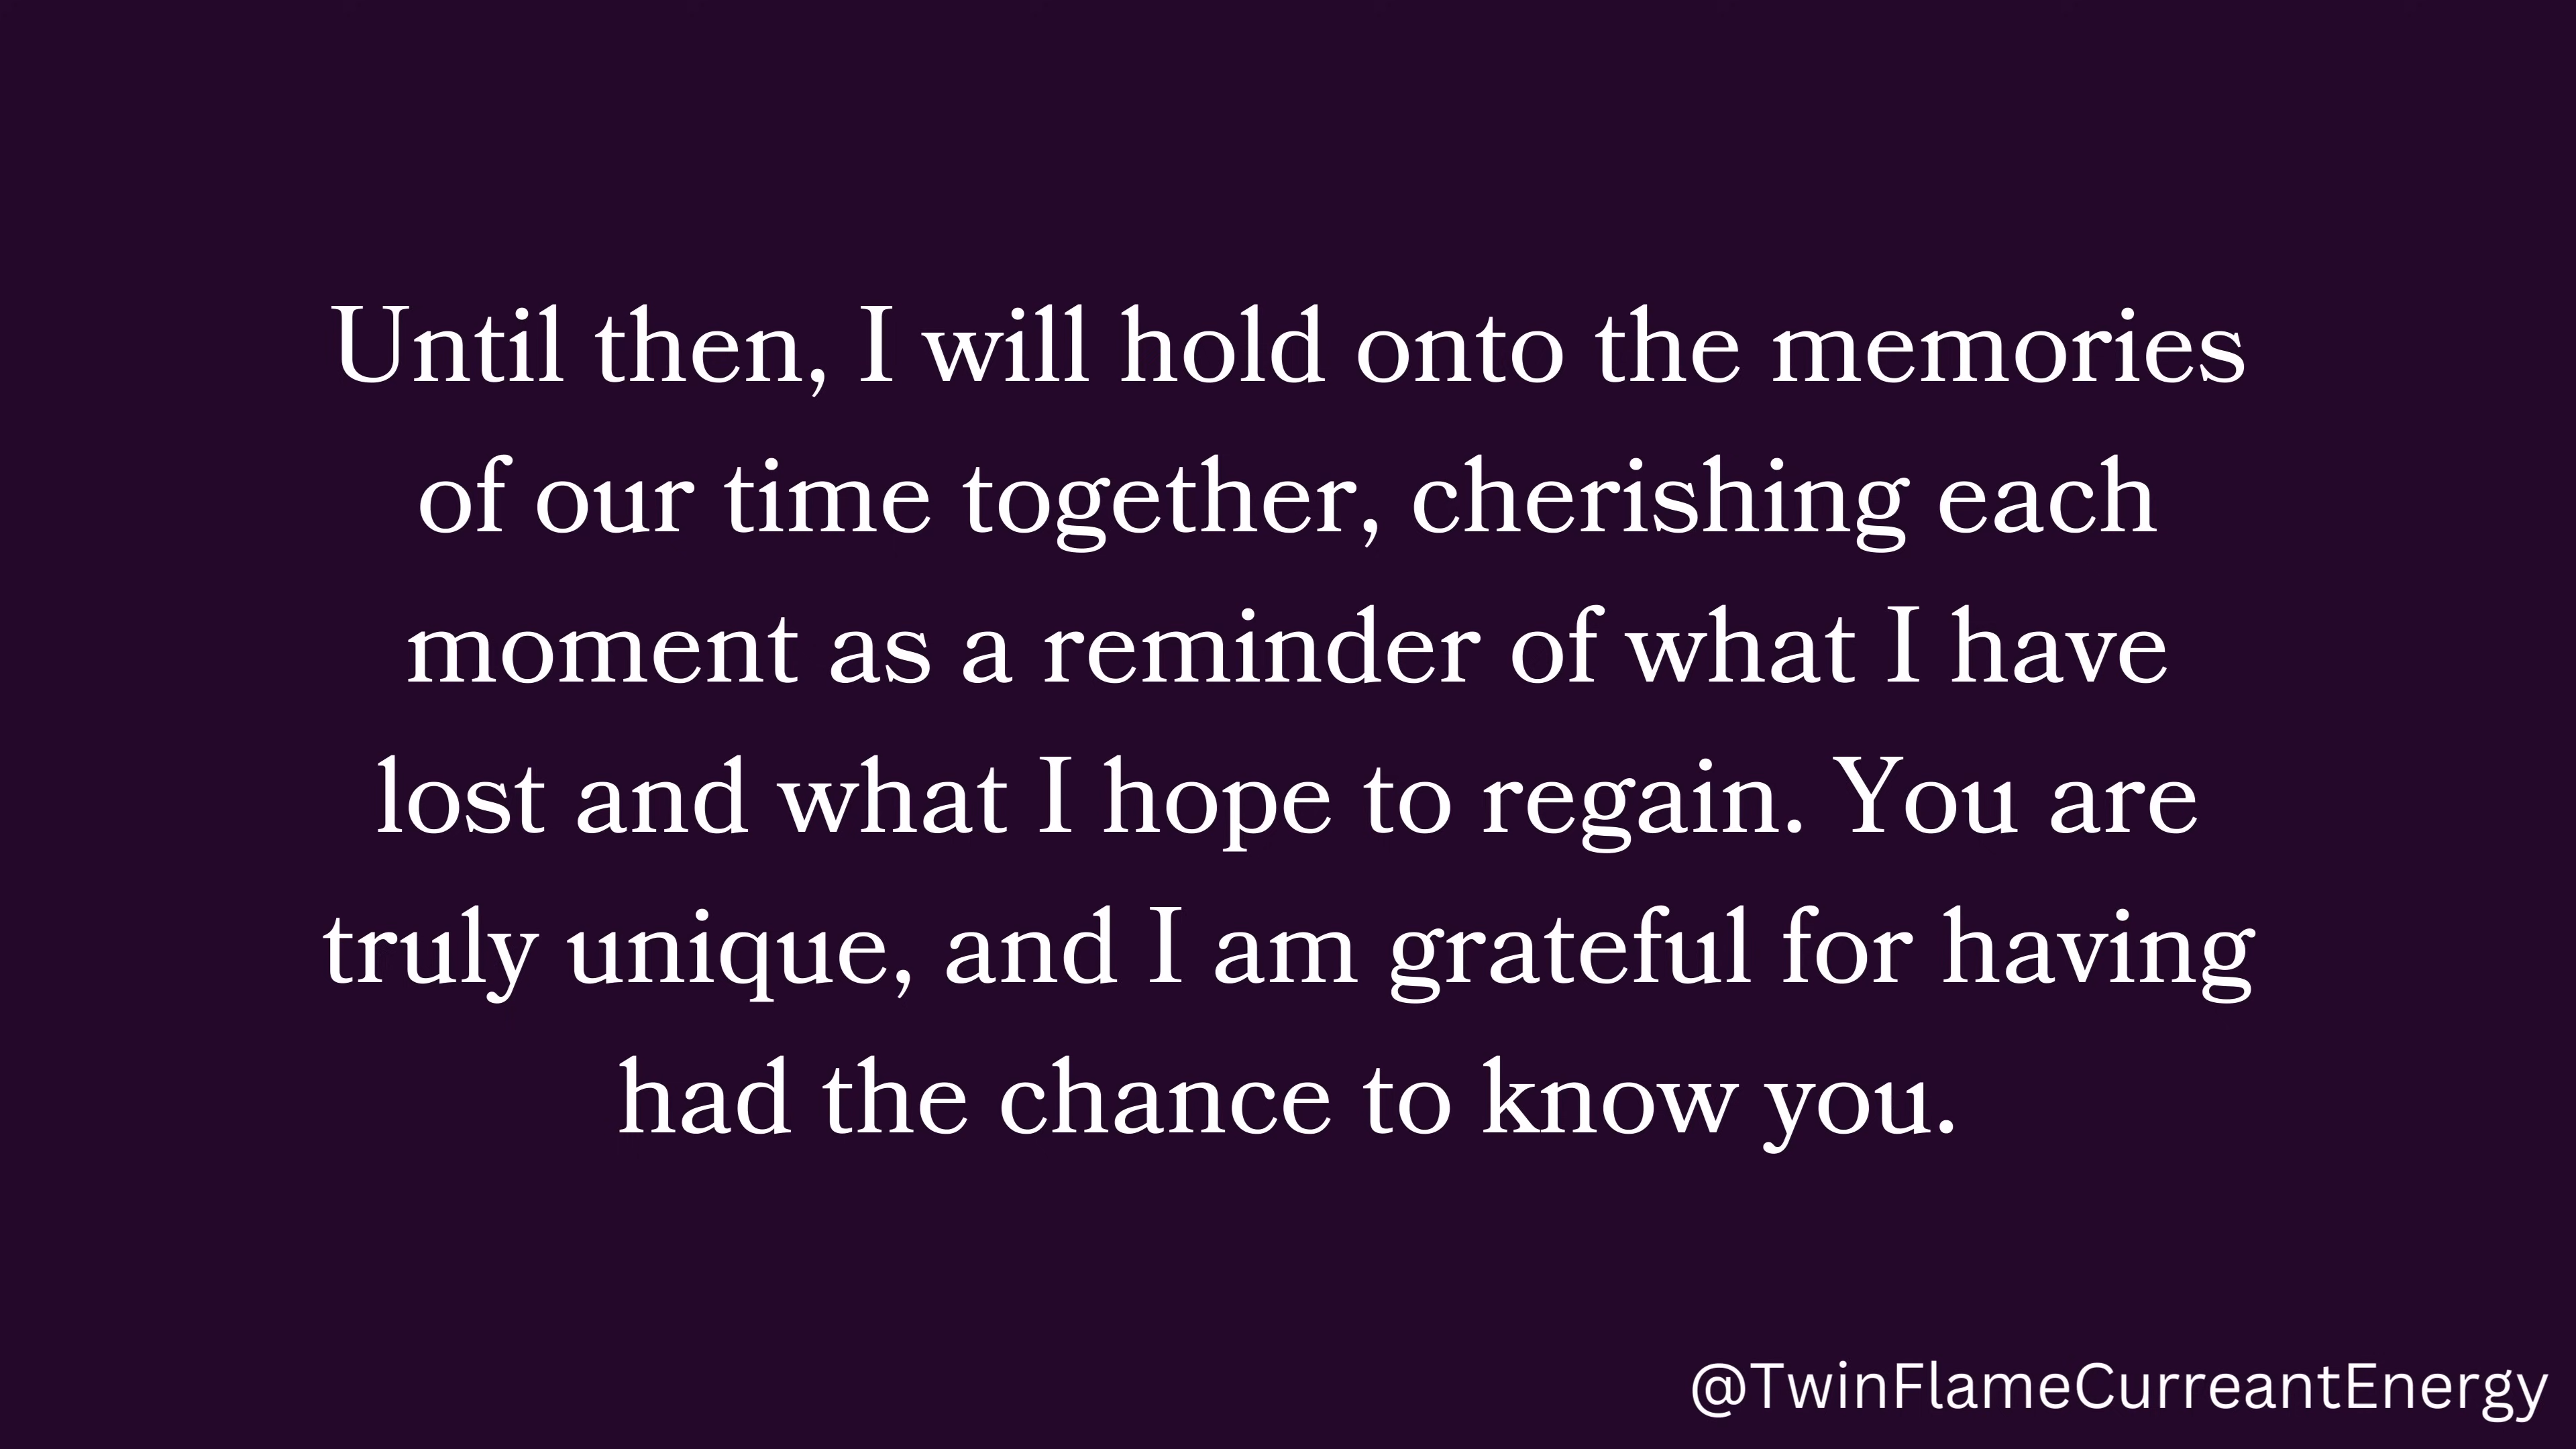 Until then, I will hold onto the memories
of our time together, cherishing each
moment as a reminder of what I have
lost and what I hope to regain. You are
truly unique, and I am grateful for having
had the chance to know you.
@TwinFlameCurreantEnergy